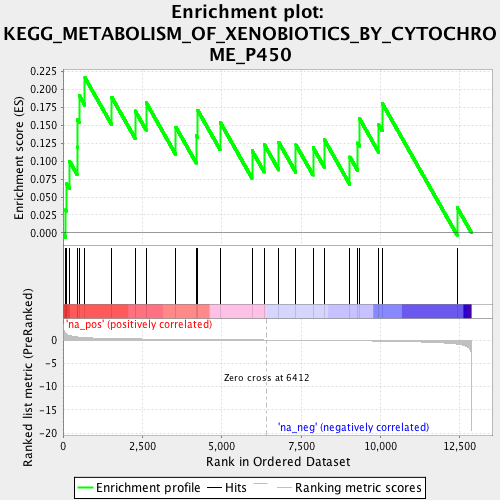 Enrichment plot:
KEGG_METABOLISM_OF_XENOBIOTICS_BY_CYTOCHRO
ME_P450
Enrichment score (ES)
0.225
0.200
0.175
0.150
0.125
0.100
0.075
0.050
0.025
0.000
'na_pos' (positively correlated)
Ranked list metric (PreRanked)
0
-5
-10
-15
-20
Zero cross at 6412
'na_neg' (negatively correlated)
0
2,500
5,000
7,500
10,000
12,500
Rank in Ordered Dataset
Enrichment profile
Hits
Ranking metric scores